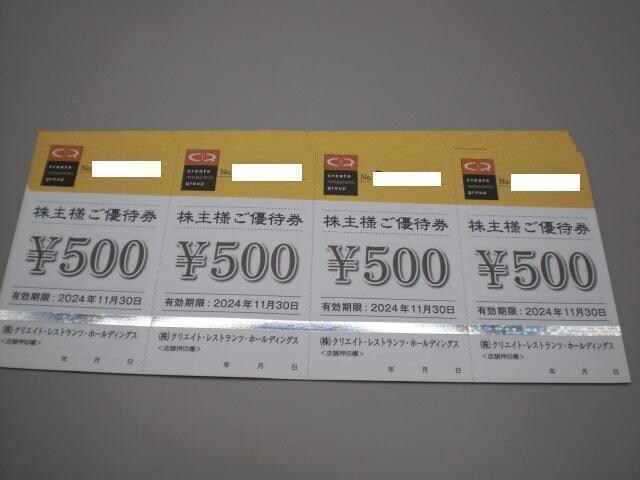 create
restaurants
group
No.
株主様ご優待券
¥500
有効期限:2024年11月30日
(株)クリエイト・レストランツ・ホールディングス
<店舗押印欄>
年 月 日
create
restaurants
group
No.
株主様ご優待券
¥500
有効期限:2024年11月30日
(株)クリエイト・レストランツ・ホールディングス
<店舗押印欄>
年 月 日
create
restaurants
group
No.
株主様ご優待券
¥500
有効期限:2024年11月30日
(株)クリエイト・レストランツ・ホールディングス
<店舗押印欄>
年 月 日
create
restaurants
group
No.
株主様ご優待券
¥500
有効期限:2024年11月30日
(株)クリエイト・レストランツ・ホールディングス
<店舗押印欄>
年 月 日